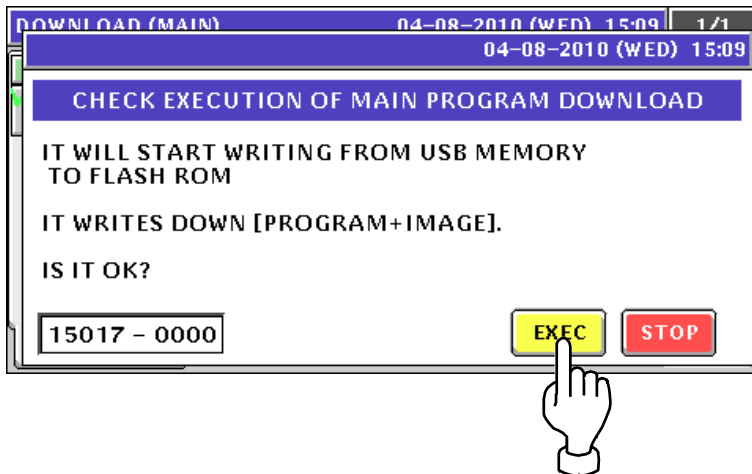 DOWNLOAD (MAIN) 04-08-2010 (WED) 15:09 1/1
04-08-2010 (WED) 15:09
CHECK EXECUTION OF MAIN PROGRAM DOWNLOAD
IT WILL START WRITING FROM USB MEMORY
TO FLASH ROM
IT WRITES DOWN [PROGRAM+IMAGE].
IS IT OK?
15017 - 0000 EXEC STOP